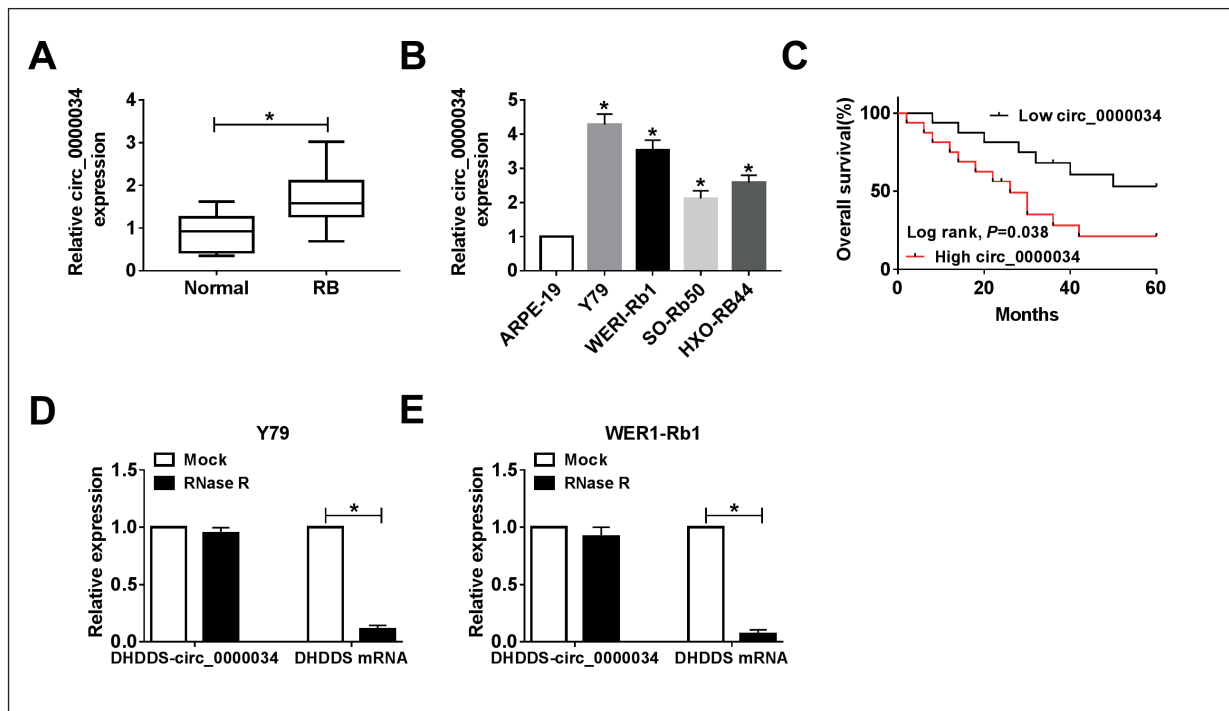 A
Relative circ_0000034
expression
4
3
2
1
0
*
Normal
RB
B
Relative circ_0000034
expression
5
4
3
2
1
0
*
*
*
*
ARPE-19
Y79
WERI-Rb1
SO-Rb50
HXO-RB44
C
Overall survival(%)
100
50
0
Low circ_0000034
Log rank, P=0.038
High circ_0000034
0
20
40
60
Months
D
Y79
Mock
RNase R
Relative expression
1.5
1.0
0.5
0.0
*
DHDDS-circ_0000034
DHDDS mRNA
E
WER1-Rb1
Mock
RNase R
Relative expression
1.5
1.0
0.5
0.0
*
DHDDS-circ_0000034
DHDDS mRNA